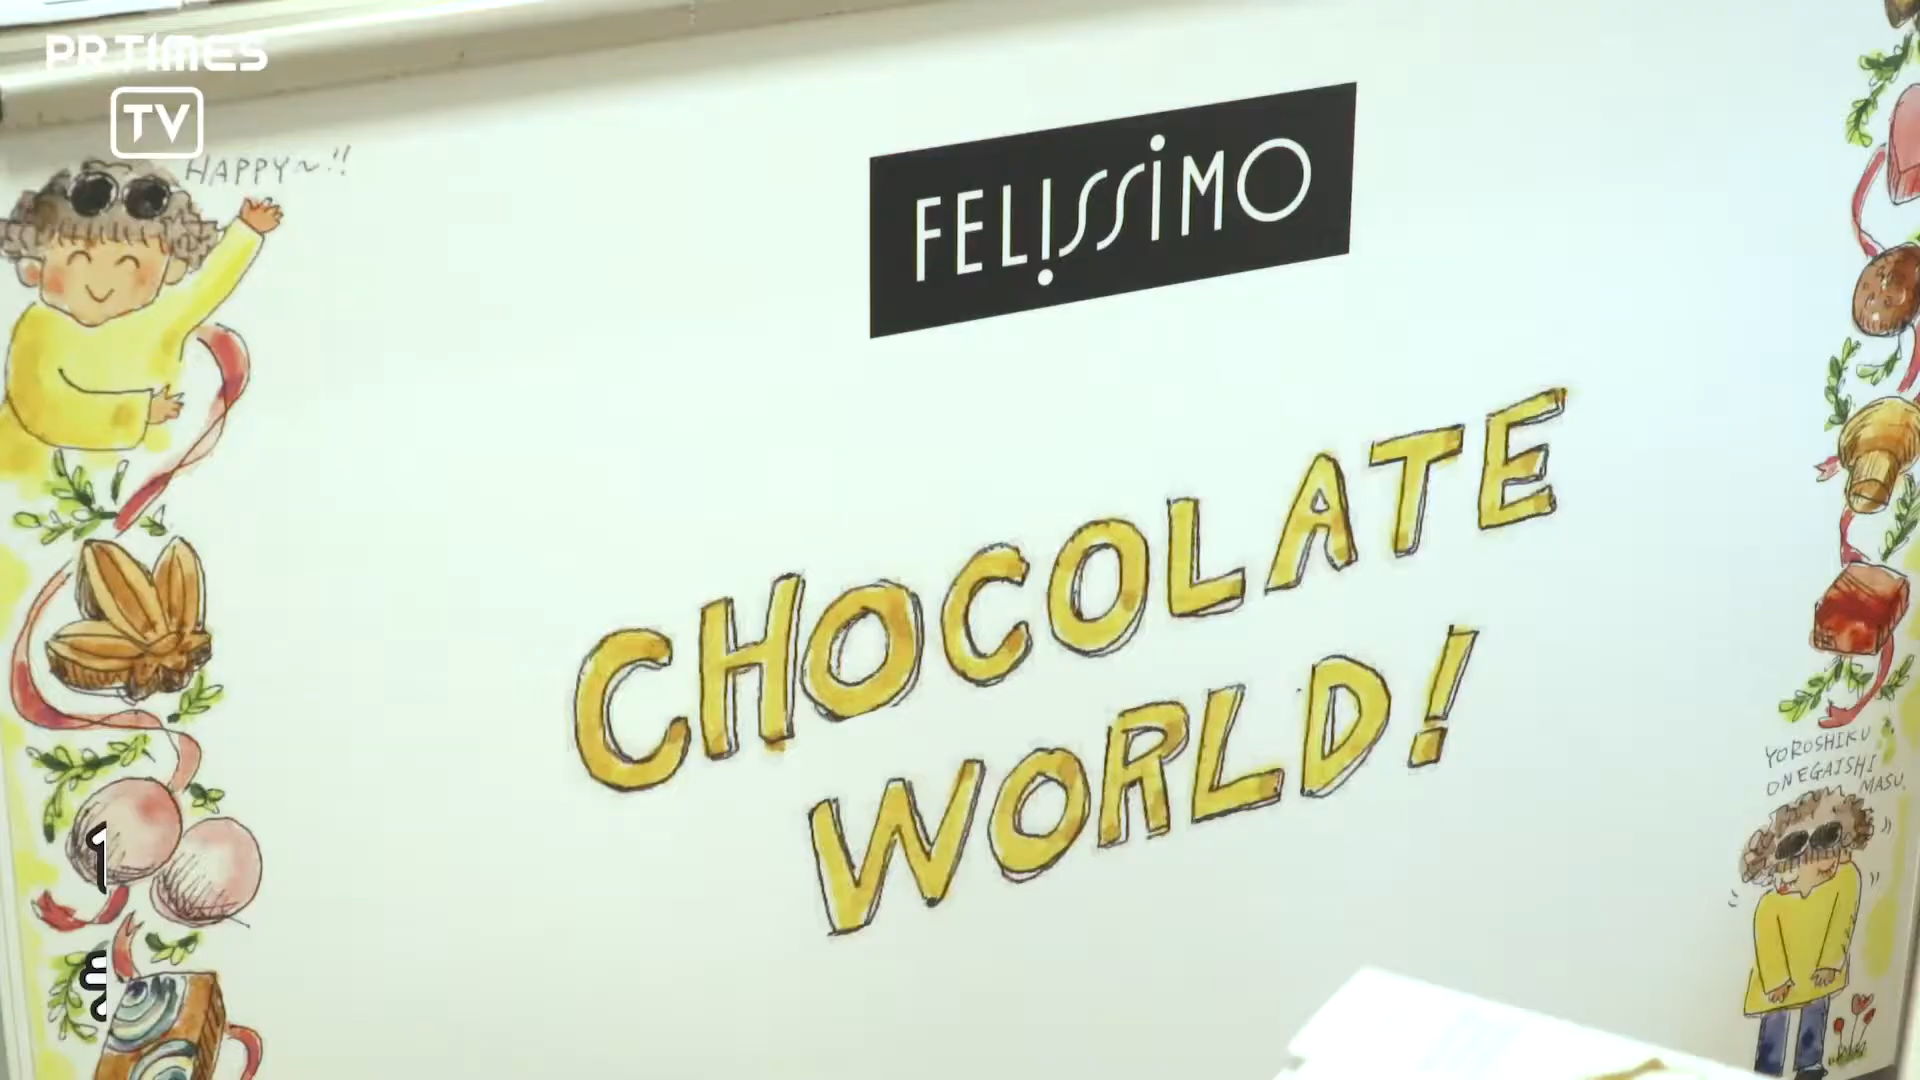 PR TIMES
TV
HAPPY~!!
FELISSIMO
CHOCOLATE
WORLD!
YOROSHIKU
ONEGAISHI
MASU.